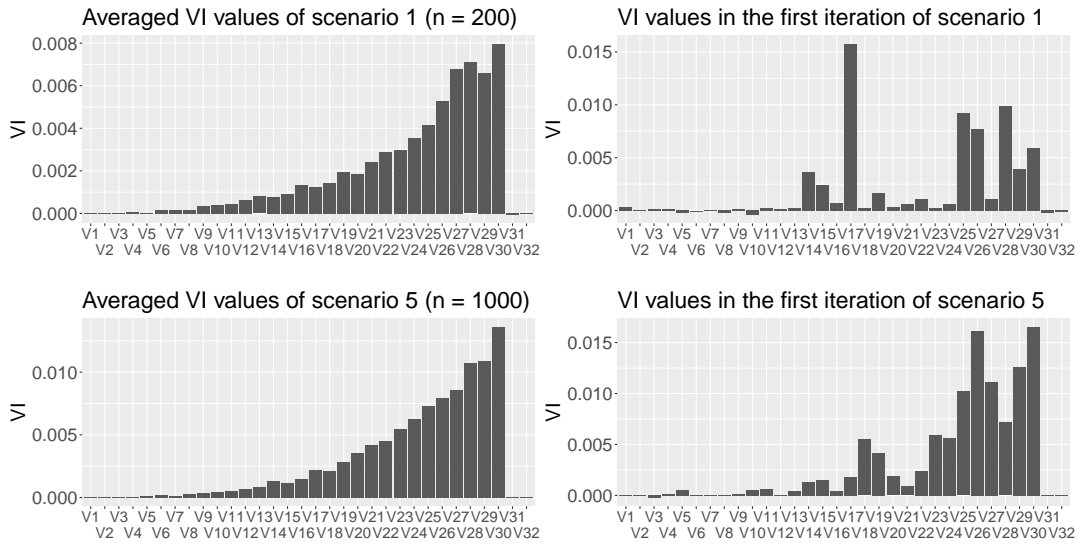 Averaged VI values of scenario 1 (n = 200)
VI
0.008
0.006
0.004
0.002
0.000
V1 V3 V5 V7 V9 V11 V13 V15 V17 V19 V21 V23 V25 V27 V29 V31
V2 V4 V6 V8 V10 V12 V14 V16 V18 V20 V22 V24 V26 V28 V30 V32
VI values in the first iteration of scenario 1
VI
0.015
0.010
0.005
0.000
V1 V3 V5 V7 V9 V11 V13 V15 V17 V19 V21 V23 V25 V27 V29 V31
V2 V4 V6 V8 V10 V12 V14 V16 V18 V20 V22 V24 V26 V28 V30 V32
Averaged VI values of scenario 5 (n = 1000)
VI
0.010
0.005
0.000
V1 V3 V5 V7 V9 V11 V13 V15 V17 V19 V21 V23 V25 V27 V29 V31
V2 V4 V6 V8 V10 V12 V14 V16 V18 V20 V22 V24 V26 V28 V30 V32
VI values in the first iteration of scenario 5
VI
0.015
0.010
0.005
0.000
V1 V3 V5 V7 V9 V11 V13 V15 V17 V19 V21 V23 V25 V27 V29 V31
V2 V4 V6 V8 V10 V12 V14 V16 V18 V20 V22 V24 V26 V28 V30 V32